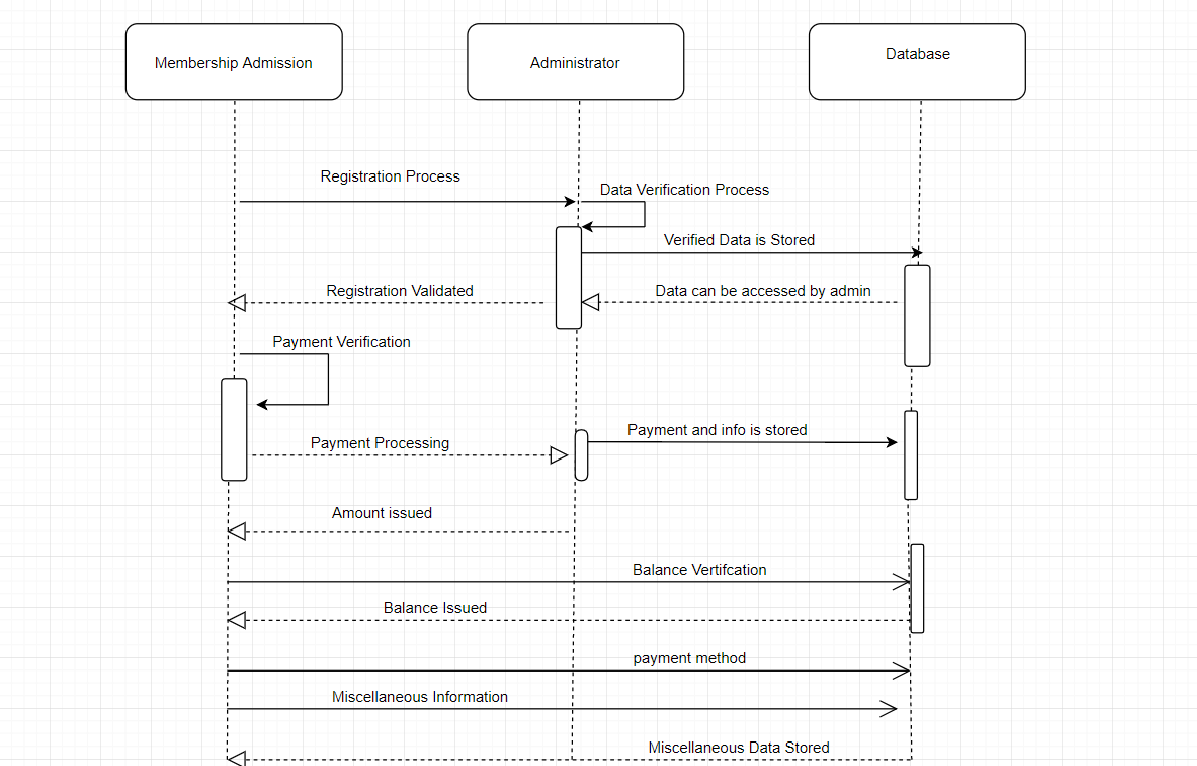 Membership Admission
Administrator
Database
Registration Process
Data Verification Process
Verified Data is Stored
Registration Validated
Data can be accessed by admin
Payment Verification
Payment and info is stored
Payment Processing
Amount issued
Balance Vertifcation
Balance Issued
payment method
Miscellaneous Information
Miscellaneous Data Stored